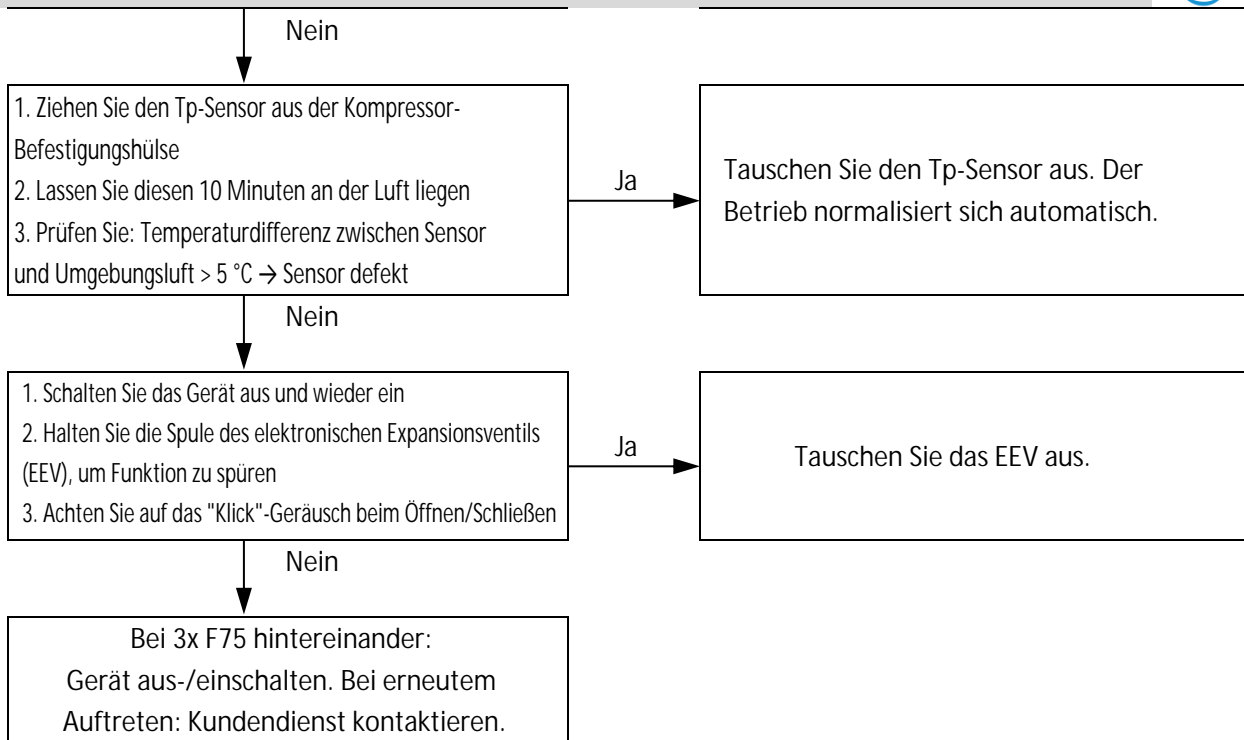 Nein
1. Ziehen Sie den Tp-Sensor aus der Kompressor-
Befestigungshülse
2. Lassen Sie diesen 10 Minuten an der Luft liegen
3. Prüfen Sie: Temperaturdifferenz zwischen Sensor
und Umgebungsluft > 5 °C → Sensor defekt
Ja
Tauschen Sie den Tp-Sensor aus. Der
Betrieb normalisiert sich automatisch.
Nein
1. Schalten Sie das Gerät aus und wieder ein
2. Halten Sie die Spule des elektronischen Expansionsventils
(EEV), um Funktion zu spüren
3. Achten Sie auf das "Klick"-Geräusch beim Öffnen/Schließen
Ja
Tauschen Sie das EEV aus.
Nein
Bei 3x F75 hintereinander:
Gerät aus-/einschalten. Bei erneutem
Auftreten: Kundendienst kontaktieren.